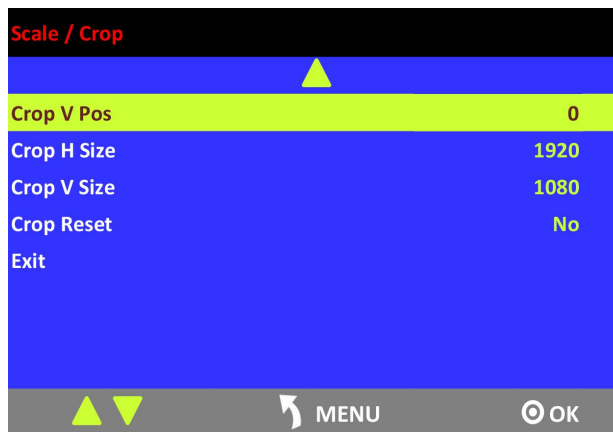 Scale / Crop
Crop V Pos 0
Crop H Size 1920
Crop V Size 1080
Crop Reset No
Exit
MENU OK